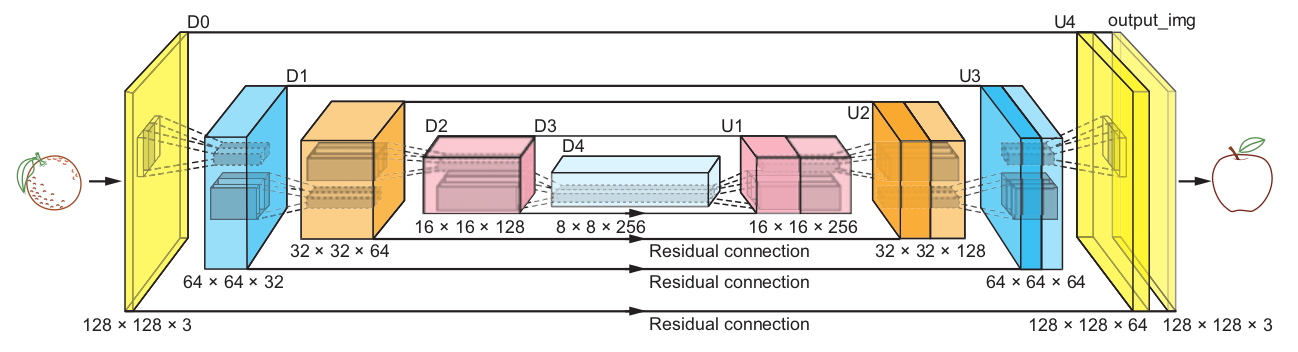 D0
U4
output_img
D1
U3
D2
D3
D4
U1
U2
16 × 16 × 128
8 × 8 × 256
16 × 16 × 256
32 × 32 × 64
Residual connection
32 × 32 × 128
64 × 64 × 32
Residual connection
64 × 64 × 64
128 × 128 × 3
Residual connection
128 × 128 × 64
128 × 128 × 3